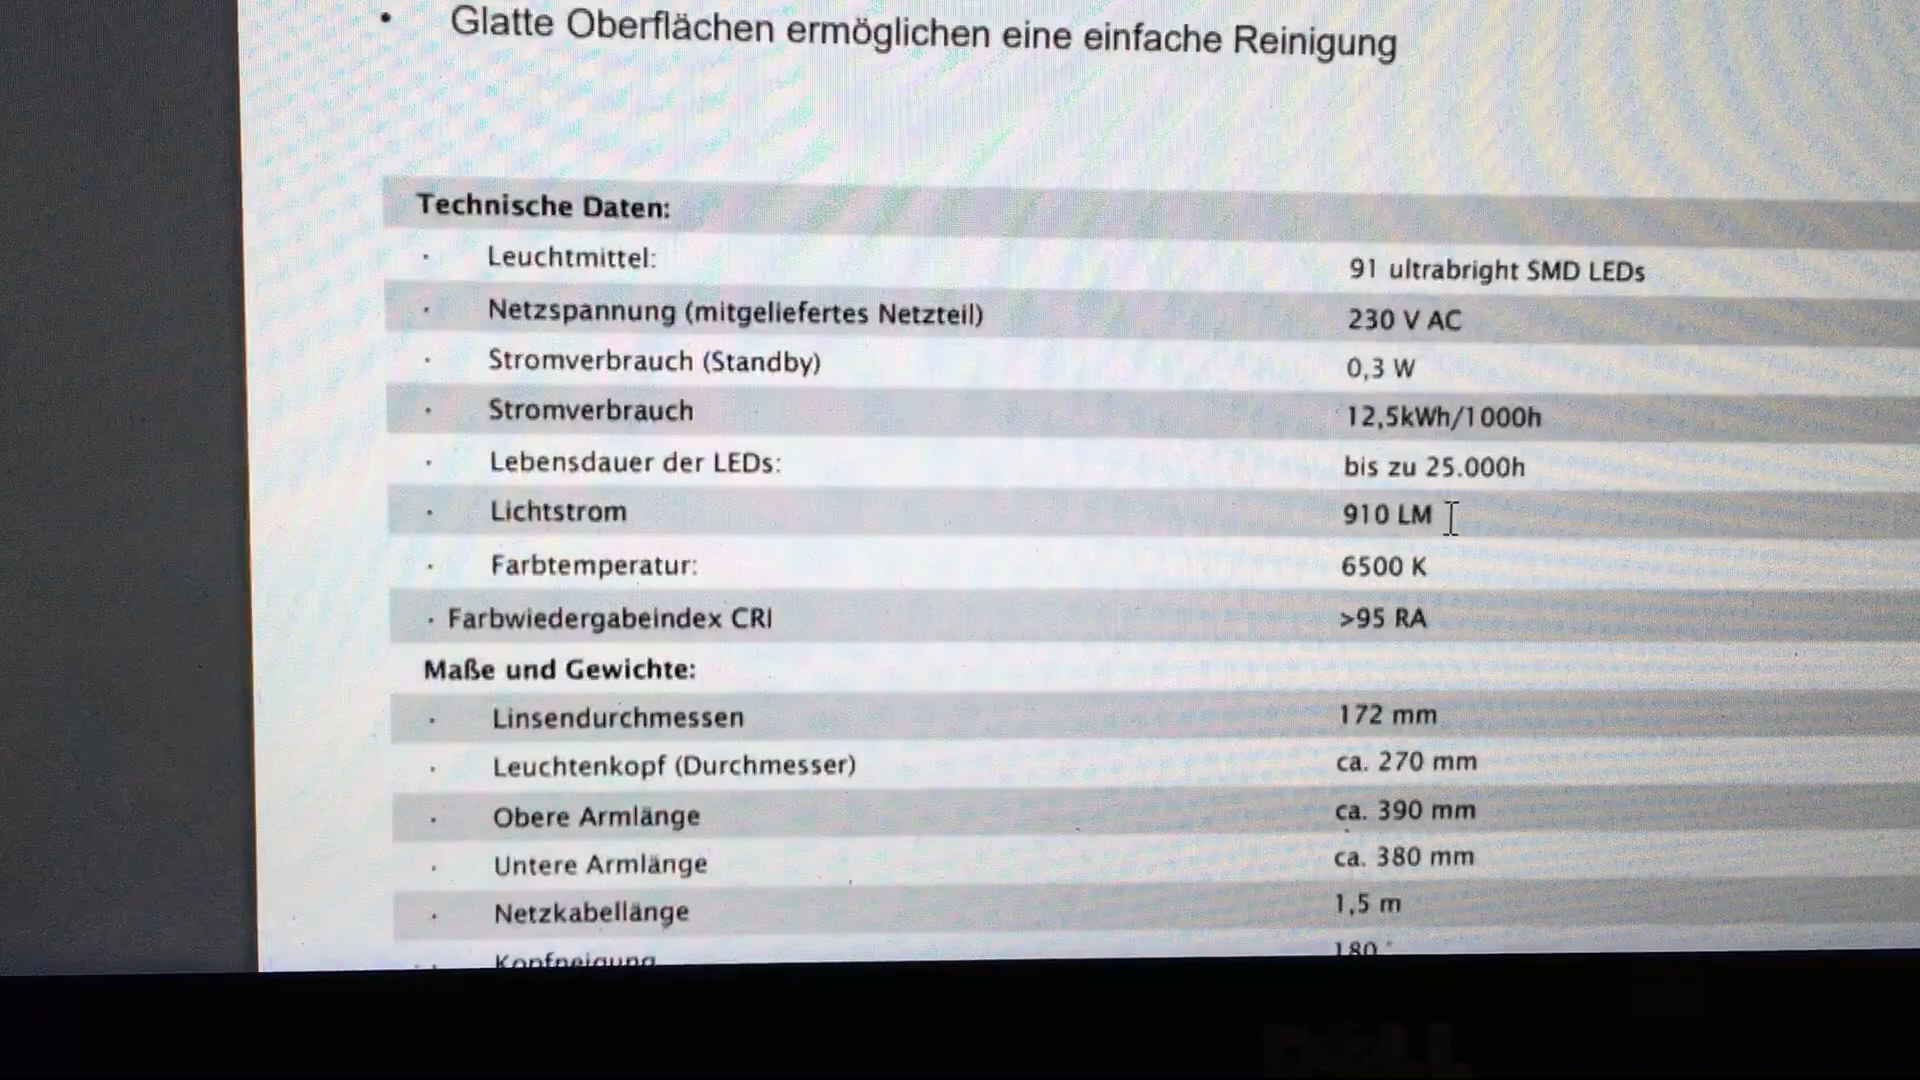 • Glatte Oberflächen ermöglichen eine einfache Reinigung
Technische Daten:
· Leuchtmittel: 91 ultrabright SMD LEDs
· Netzspannung (mitgeliefertes Netzteil) 230 V AC
· Stromverbrauch (Standby) 0,3 W
· Stromverbrauch 12,5kWh/1000h
· Lebensdauer der LEDs: bis zu 25.000h
· Lichtstrom 910 LM
· Farbtemperatur: 6500 K
· Farbwiedergabeindex CRI >95 RA
Maße und Gewichte:
· Linsendurchmessen 172 mm
· Leuchtenkopf (Durchmesser) ca. 270 mm
· Obere Armlänge ca. 390 mm
· Untere Armlänge ca. 380 mm
· Netzkabellänge 1,5 m
· Kopfneigung 180 °
DELL